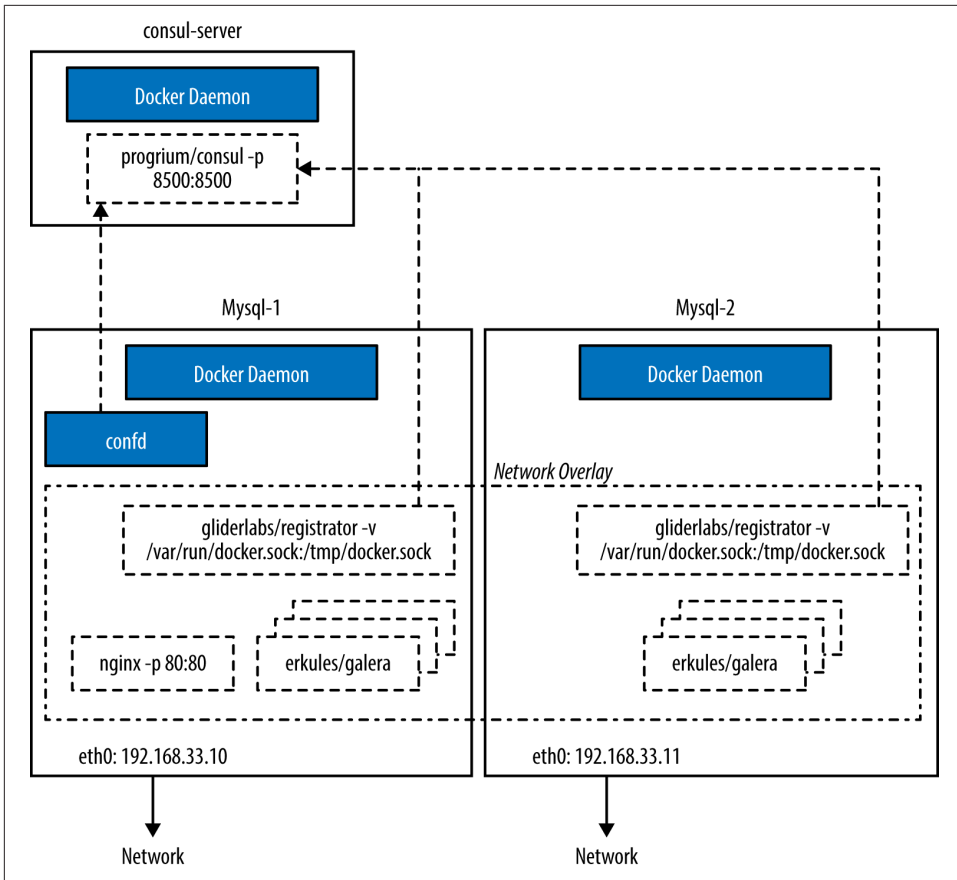 consul-server
Docker Daemon
progrium/consul -p
8500:8500
Mysql-1
Docker Daemon
confd
Mysql-2
Docker Daemon
Network Overlay
gliderlabs/registrator -v
/var/run/docker.sock:/tmp/docker.sock
gliderlabs/registrator -v
/var/run/docker.sock:/tmp/docker.sock
nginx -p 80:80
erkules/galera
erkules/galera
eth0: 192.168.33.10
eth0: 192.168.33.11
Network
Network